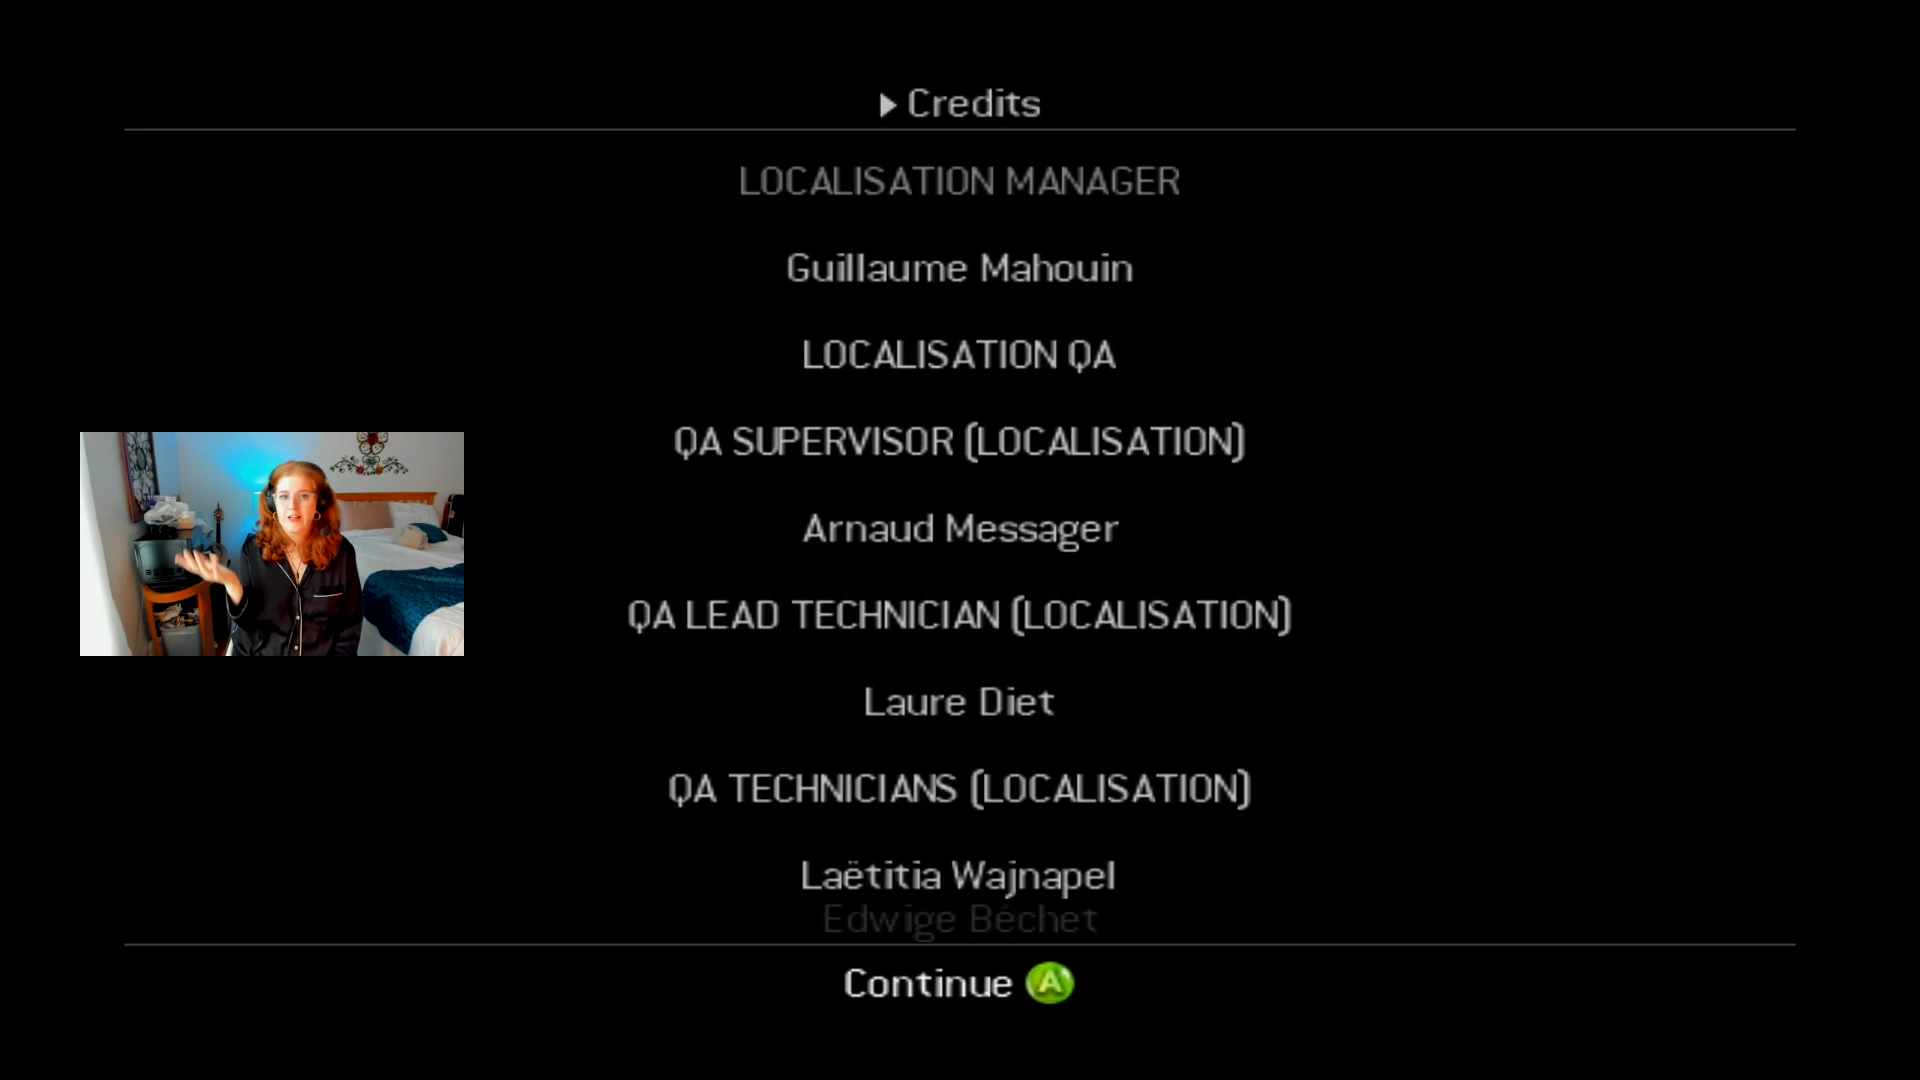 Credits
LOCALISATION MANAGER
Guillaume Mahouin
LOCALISATION QA
QA SUPERVISOR (LOCALISATION)
Arnaud Messager
QA LEAD TECHNICIAN (LOCALISATION)
Laure Diet
QA TECHNICIANS (LOCALISATION)
Laëtitia Wajnapel
Edwige Béchet
Continue A